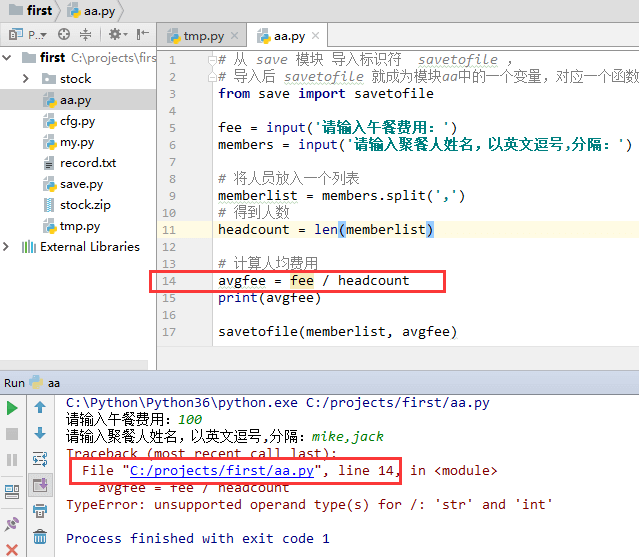 first
aa.py
P..
tmp.py
aa.py
first C:\projects\firs
stock
aa.py
cfg.py
my.py
record.txt
save.py
stock.zip
tmp.py
External Libraries
1 # 从 save 模块 导入标识符 savetofile ，
2 # 导入后 savetofile 就成为模块aa中的一个变量，对应一个函数
3 from save import savetofile
4
5 fee = input('请输入午餐费用：')
6 members = input('请输入聚餐人姓名，以英文逗号,分隔：')
7
8
9 # 将人员放入一个列表
9 memberlist = members.split(',')
10 # 得到人数
11 headcount = len(memberlist)
12
13 # 计算人均费用
14 avgfee = fee / headcount
15 print(avgfee)
16
17 savetofile(memberlist, avgfee)
Run aa
C:\Python\Python36\python.exe C:/projects/first/aa.py
请输入午餐费用：100
请输入聚餐人姓名，以英文逗号,分隔：mike,jack
Traceback (most recent call last):
File "C:/projects/first/aa.py", line 14, in <module>
avgfee = fee / headcount
TypeError: unsupported operand type(s) for /: 'str' and 'int'
Process finished with exit code 1